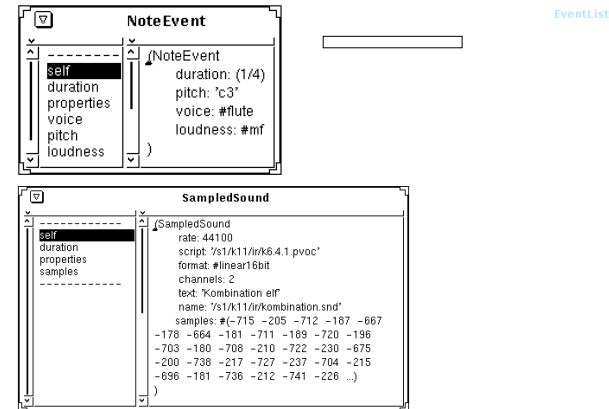 NoteEvent
self
duration
properties
voice
pitch
loudness
(NoteEvent
duration: (1/4)
pitch: 'c3'
voice: #flute
loudness: #mf
)
EventList
SampledSound
self
duration
properties
samples
(SampledSound
rate: 44100
script: '/s1/k11/ir/k6.4.1.pvoc'
format: #linear16bit
channels: 2
text: 'Kombination elf'
name: '/s1/k11/ir/kombination.snd'
samples: #(-715 -205 -712 -187 -667
-178 -664 -181 -711 -189 -720 -196
-703 -180 -708 -210 -722 -230 -675
-200 -738 -217 -727 -237 -704 -215
-696 -181 -736 -212 -741 -226 ...)
)